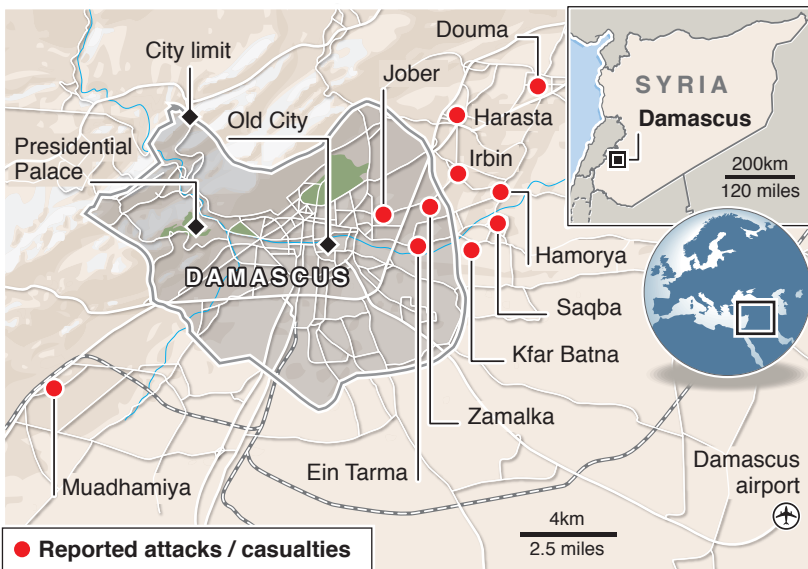 Douma
City limit
Jober
SYRIA
Damascus
Old City
Harasta
Presidential
Palace
Irbin
200km
120 miles
Hamorya
DAMASCUS
Saqba
Kfar Batna
Zamalka
Ein Tarma
Damascus
airport
Muadhamiya
4km
2.5 miles
Reported attacks / casualties